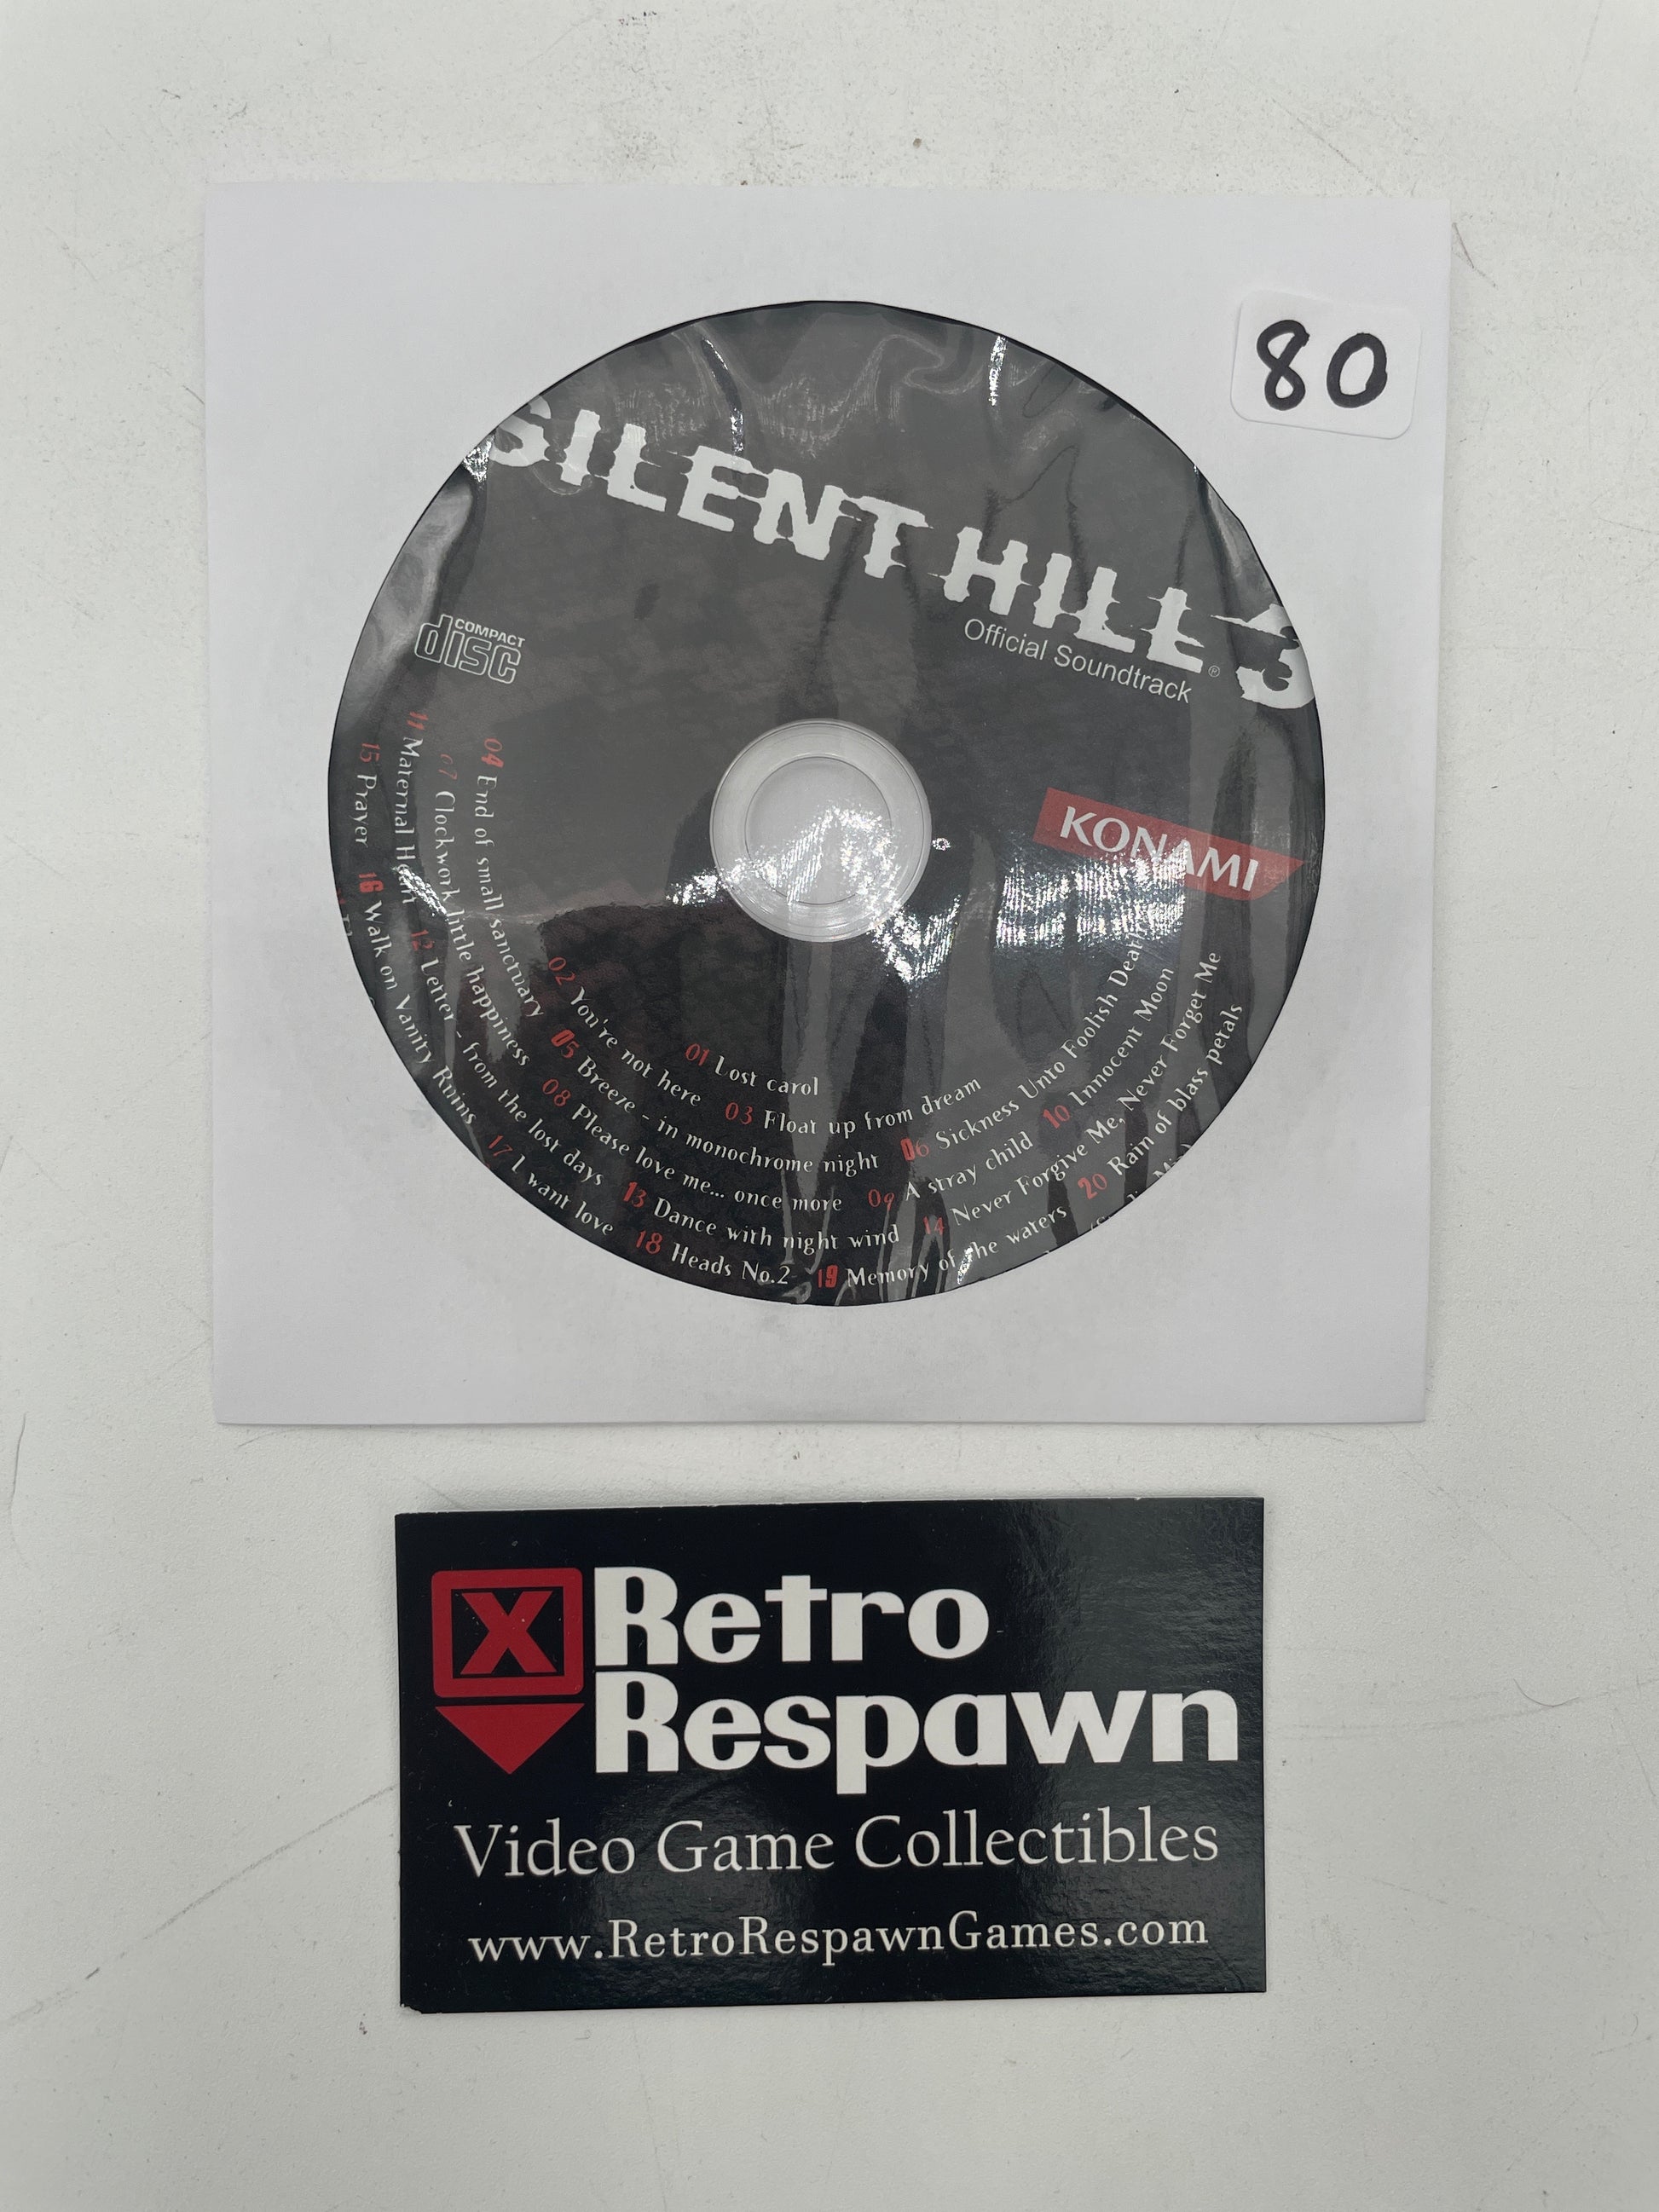 80
SILENT HILL 3
Official Soundtrack
COMPACT
disc
KONAMI
01 Lost carol
02 You're not here 03 Float up from dream
04 End of small sanctuary 05 Breeze - in monochrome night 06 Sickness Unto Foolish Death
07 Clockwork little happiness 08 Please love me... once more 09 A stray child 10 Innocent Moon
11 Maternal Heart 12 Letter - from the lost days 13 Dance with night wind 14 Never Forgive Me, Never Forget Me
15 Prayer 16 Walk on Vanity Ruins 17 I want love 18 Heads No.2 19 Memory of the waters 20 Rain of blass petals
X Retro
Respawn
Video Game Collectibles
www.RetroRespawnGames.com